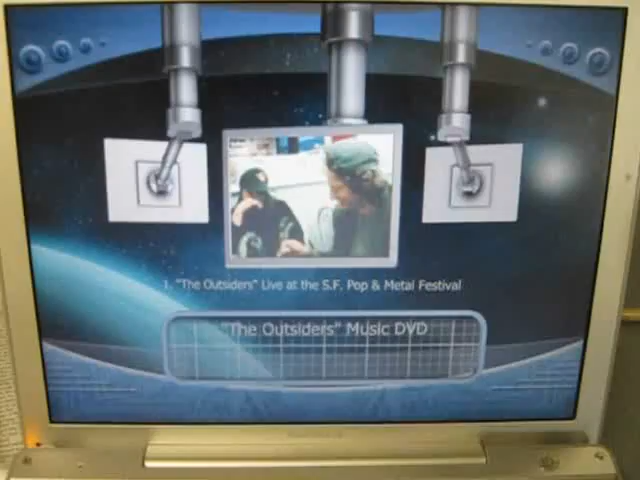 1. "The Outsiders" Live at the S.F. Pop & Metal Festival
"The Outsiders" Music DVD